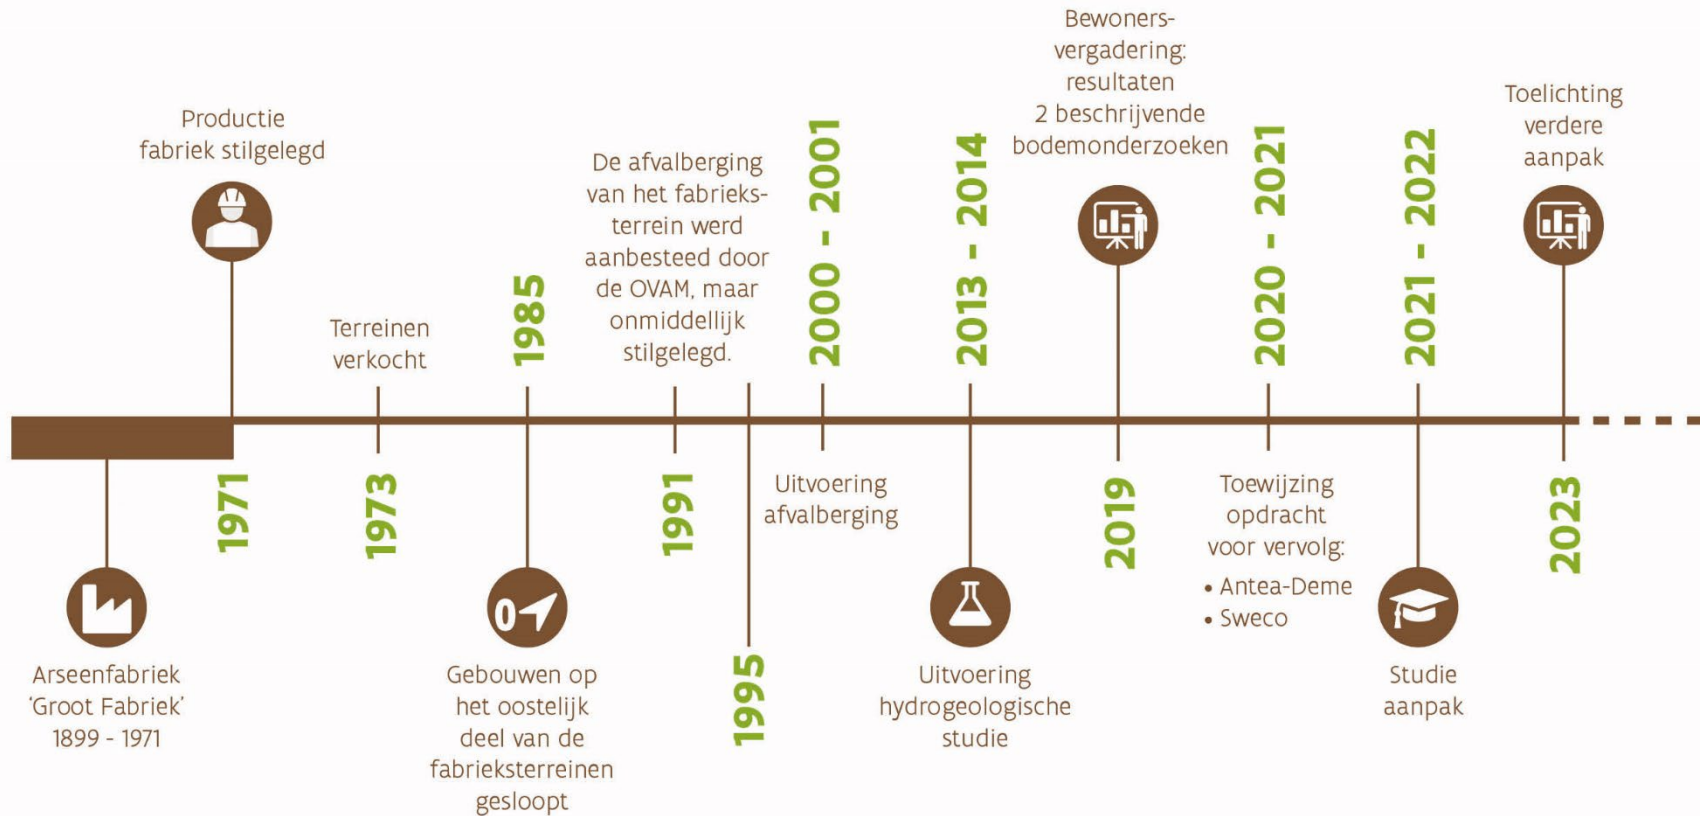 Arseenfabriek
‘Groot Fabriek’
1899 - 1971
Productie
fabriek stilgelegd
1971
Terreinen
verkocht
1973
1985
Gebouwen op
het oostelijk
deel van de
fabrieksterreinen
gesloopt
De afvalberging
van het fabrieks-
terrein werd
aanbesteed door
de OVAM, maar
onmiddellijk
stilgelegd.
1991
1995
2000 - 2001
Uitvoering
afvalberging
2013 - 2014
Uitvoering
hydrogeologische
studie
Bewoners-
vergadering:
resultaten
2 beschrijvende
bodemonderzoeken
2019
2020 - 2021
Toewijzing
opdracht
voor vervolg:
• Antea-Deme
• Sweco
2021 - 2022
Studie
aanpak
Toelichting
verdere
aanpak
2023